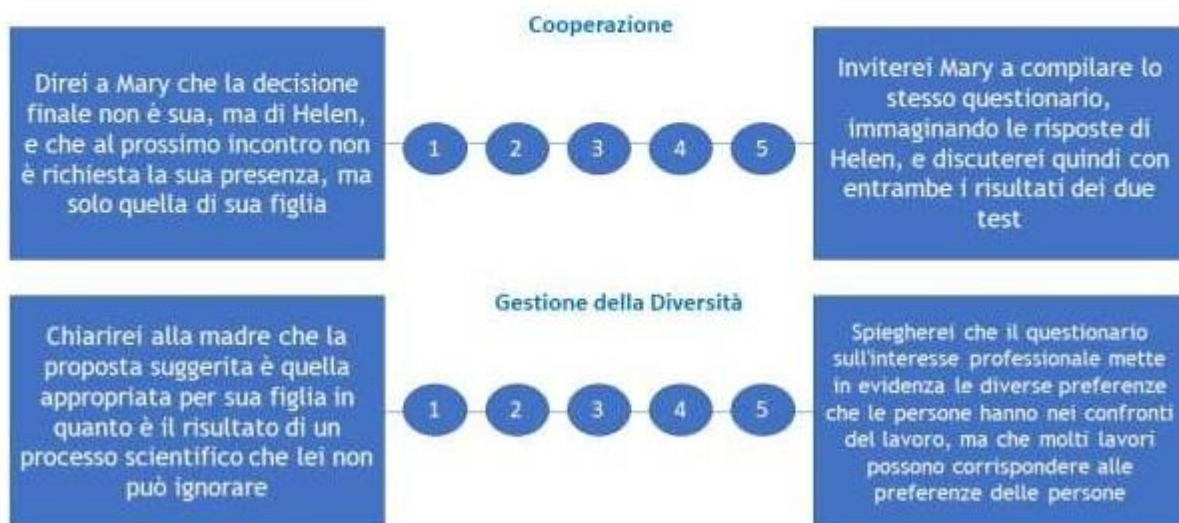 Cooperazione
Direi a Mary che la decisione
finale non è sua, ma di Helen,
e che al prossimo incontro non
è richiesta la sua presenza, ma
solo quella di sua figlia
1 2 3 4 5
Inviterei Mary a compilare lo
stesso questionario,
immaginando le risposte di
Helen, e discuterei quindi con
entrambe i risultati dei due
test
Gestione della Diversità
Chiarirei alla madre che la
proposta suggerita è quella
appropriata per sua figlia in
quanto è il risultato di un
processo scientifico che lei non
può ignorare
1 2 3 4 5
Spiegherei che il questionario
sull'interesse professionale mette
in evidenza le diverse preferenze
che le persone hanno nei confronti
del lavoro, ma che molti lavori
possono corrispondere alle
preferenze delle persone